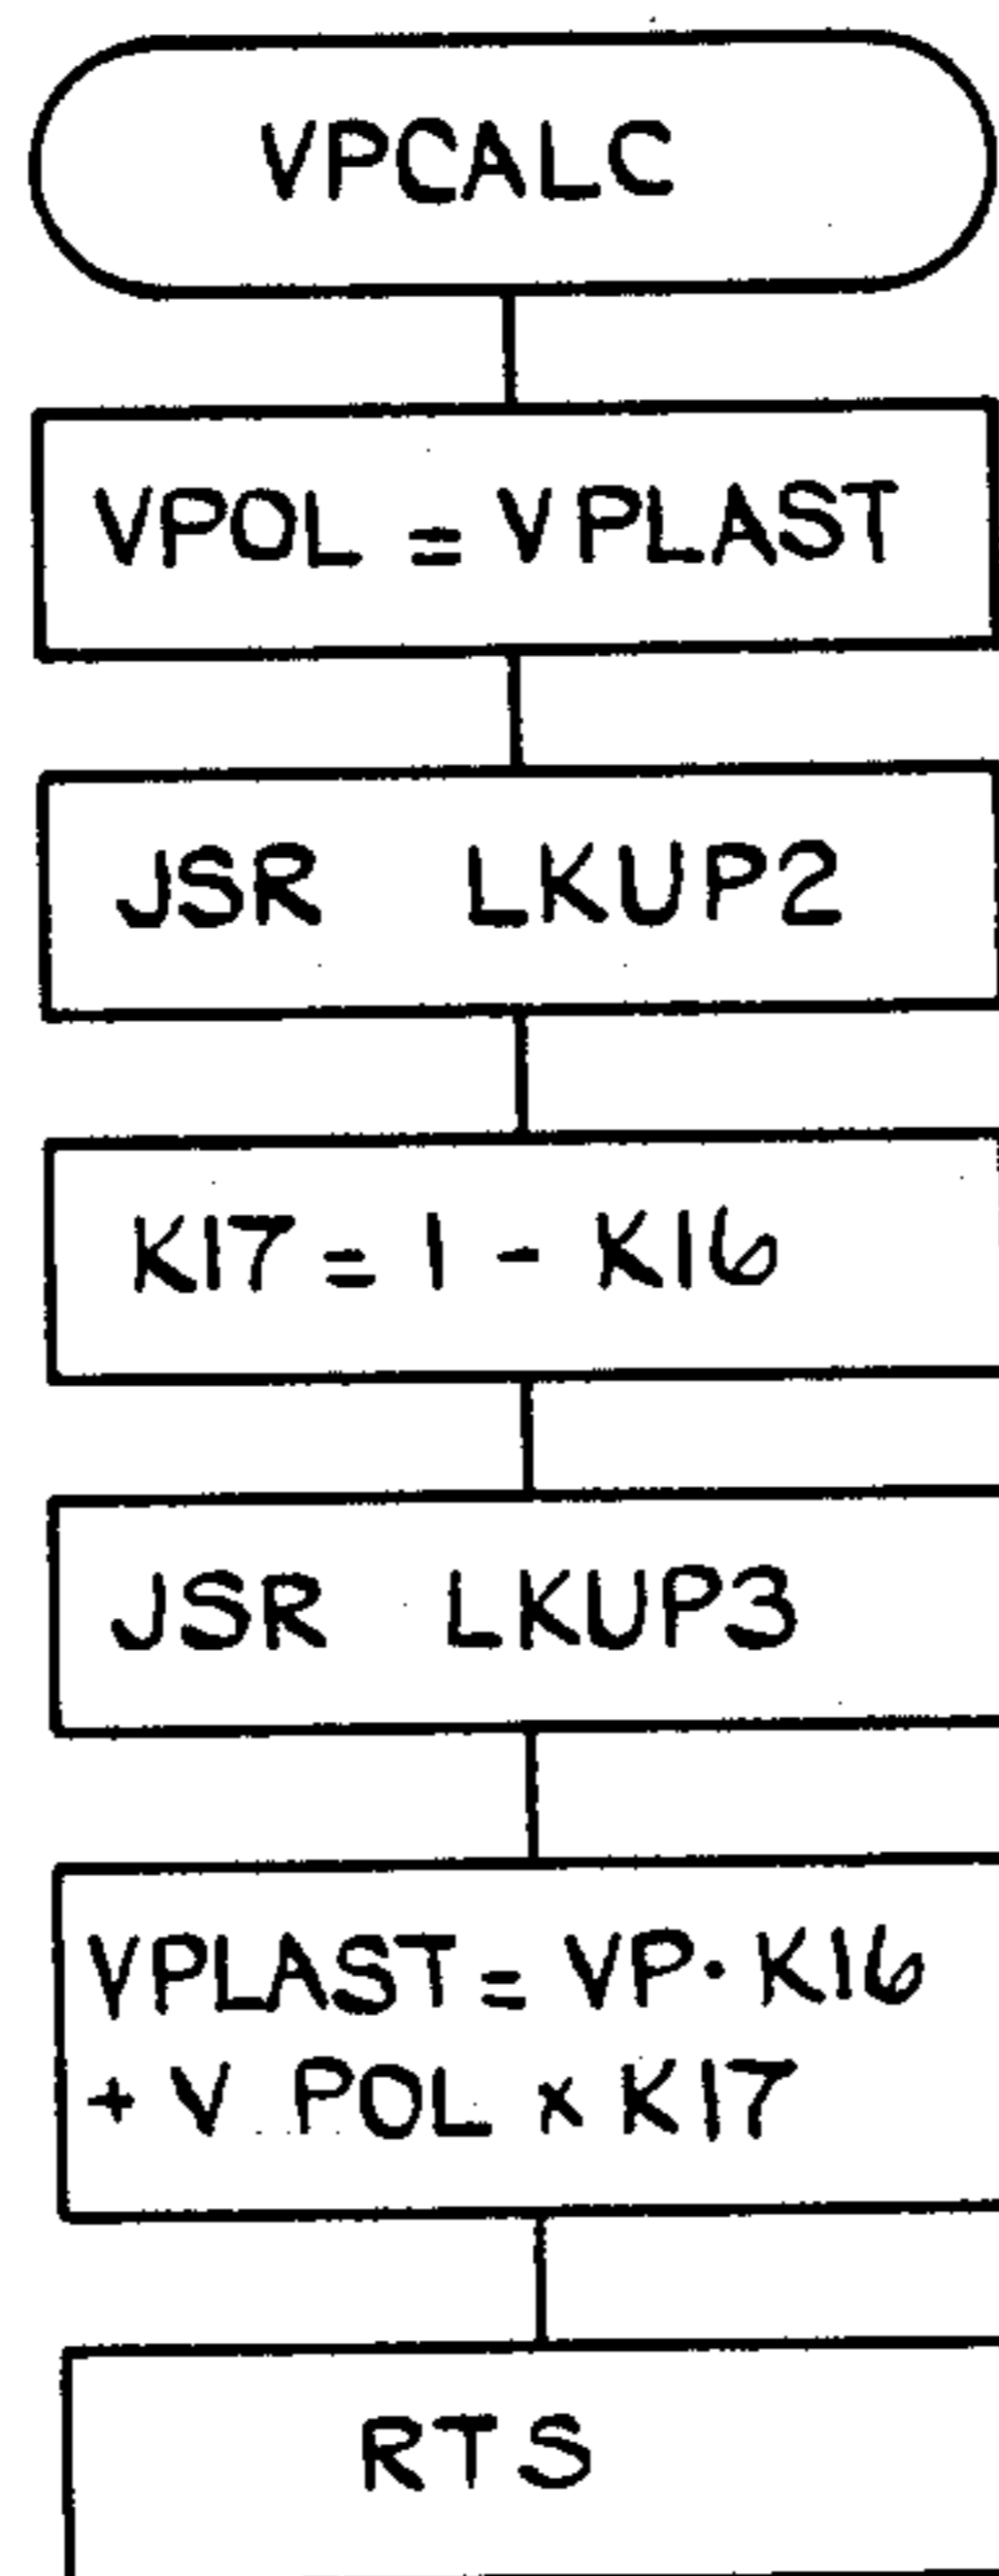 VPCALC
VPOL = VPLAST
JSR LKUP2
K17 = 1 - K16
JSR LKUP3
VPLAST = VP· K16
+ V POL x K17
RTS